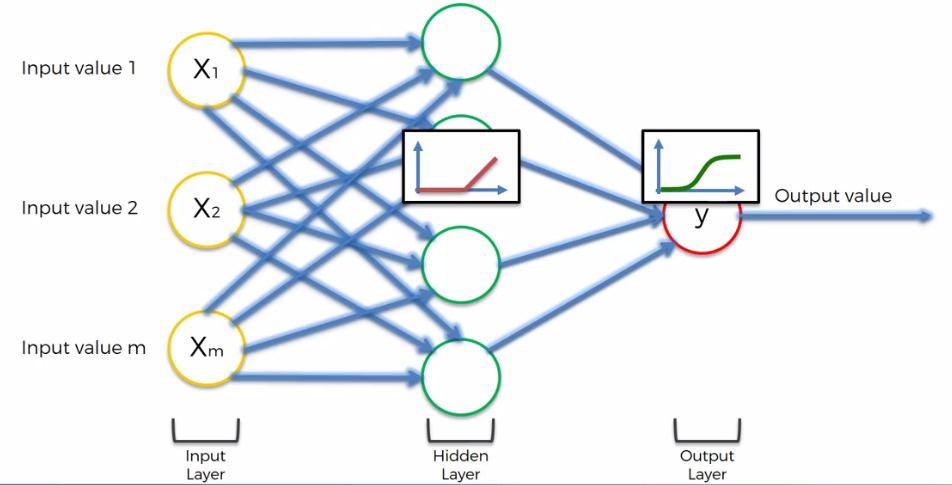 Input value 1
X1
Input value 2
X2
Input value m
Xm
y
Output value
Input
Layer
Hidden
Layer
Output
Layer